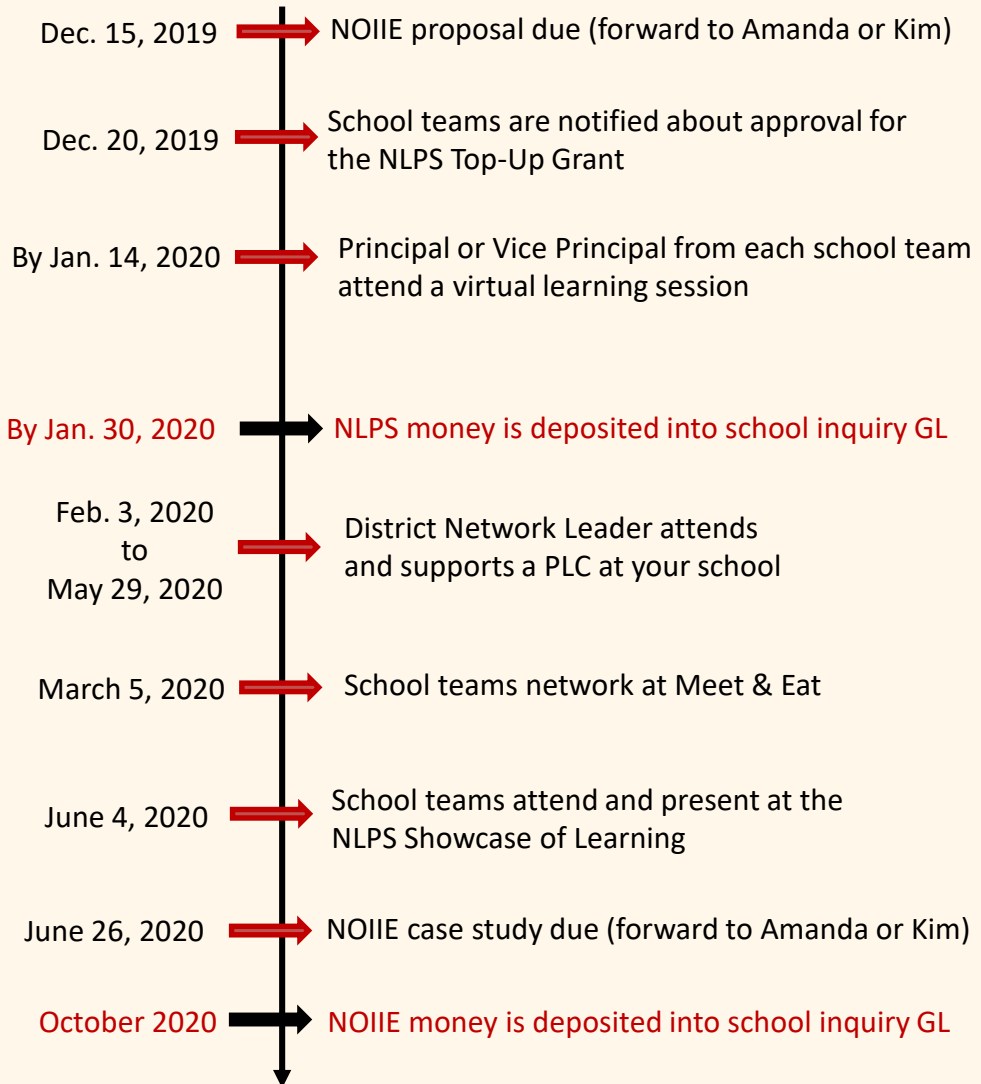 Dec. 15, 2019
NOIIE proposal due (forward to Amanda or Kim)
Dec. 20, 2019
School teams are notified about approval for
the NLPS Top-Up Grant
By Jan. 14, 2020
Principal or Vice Principal from each school team
attend a virtual learning session
By Jan. 30, 2020
NLPS money is deposited into school inquiry GL
Feb. 3, 2020
to
May 29, 2020
District Network Leader attends
and supports a PLC at your school
March 5, 2020
School teams network at Meet & Eat
June 4, 2020
School teams attend and present at the
NLPS Showcase of Learning
June 26, 2020
NOIIE case study due (forward to Amanda or Kim)
October 2020
NOIIE money is deposited into school inquiry GL